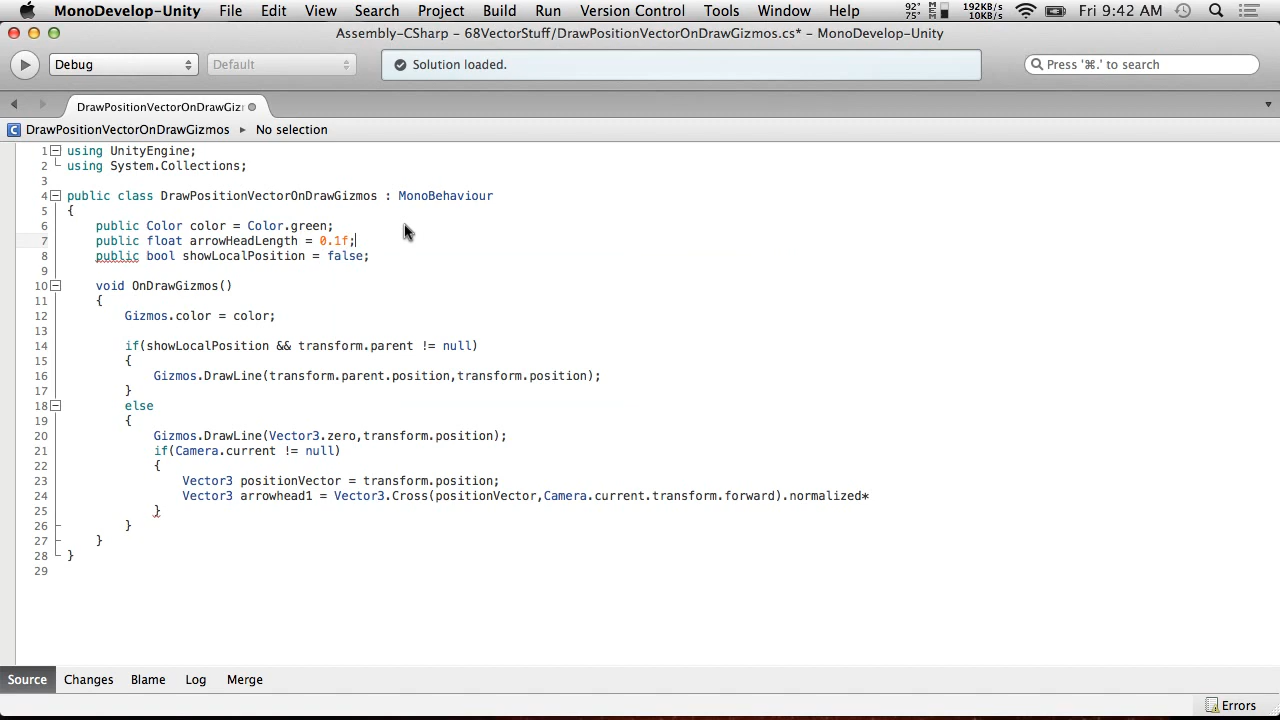 MonoDevelop-Unity File Edit View Search Project Build Run Version Control Tools Window Help 92° 75° MEM 192KB/s 10KB/s Fri 9:42 AM
Assembly-CSharp - 68VectorStuff/DrawPositionVectorOnDrawGizmos.cs* - MonoDevelop-Unity
Debug Default Solution loaded. Press '⌘.' to search
DrawPositionVectorOnDrawGiz
C DrawPositionVectorOnDrawGizmos ▸ No selection
1 using UnityEngine;
2 using System.Collections;
3
4 public class DrawPositionVectorOnDrawGizmos : MonoBehaviour
5 {
6 public Color color = Color.green;
7 public float arrowHeadLength = 0.1f;
8 public bool showLocalPosition = false;
9
10 void OnDrawGizmos()
11 {
12 Gizmos.color = color;
13
14 if(showLocalPosition && transform.parent != null)
15 {
16 Gizmos.DrawLine(transform.parent.position,transform.position);
17 }
18 else
19 {
20 Gizmos.DrawLine(Vector3.zero,transform.position);
21 if(Camera.current != null)
22 {
23 Vector3 positionVector = transform.position;
24 Vector3 arrowhead1 = Vector3.Cross(positionVector,Camera.current.transform.forward).normalized*
25 }
26 }
27 }
28 }
29
Source Changes Blame Log Merge
Errors